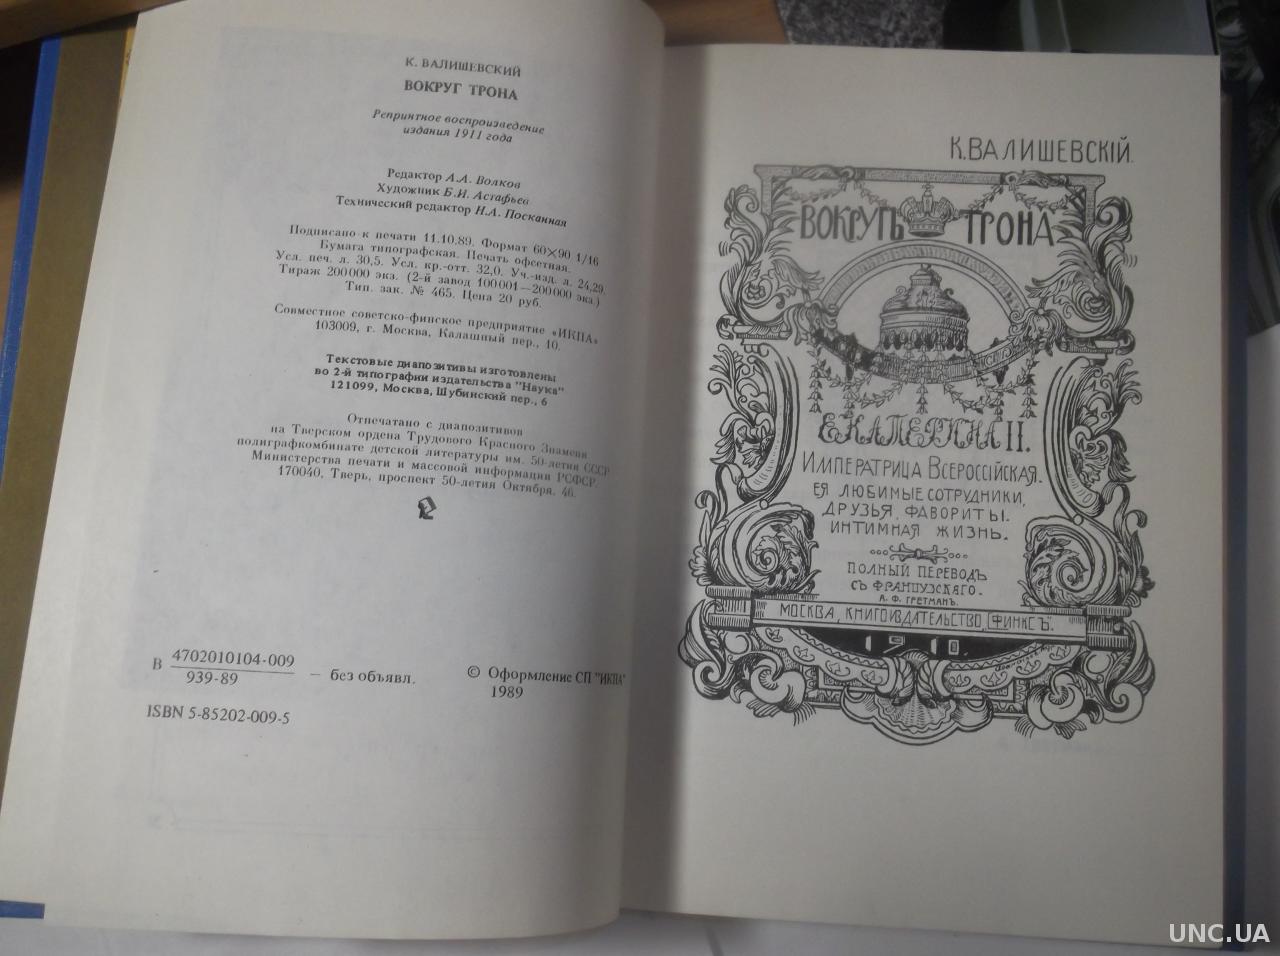 К. ВАЛИШЕВСКИЙ
ВОКРУГ ТРОНА
Репринтное воспроизведение
издания 1911 года
Редактор А.А. Волков
Художник Б.И. Астафьев
Технический редактор Н.А. Посканная
Подписано к печати 11.10.89. Формат 60×90 1/16
Бумага типографская. Печать офсетная.
Усл. печ. л. 30,5. Усл. кр.-отт. 32,0. Уч.-изд. л. 24,29.
Тираж 200000 экз. (2-й завод 100001—200000 экз.)
Тип. зак. № 465. Цена 20 руб.
Совместное советско-финское предприятие «ИКПА»
103009, г. Москва, Калашный пер., 10.
Текстовые диапозитивы изготовлены
во 2-й типографии издательства "Наука"
121099, Москва, Шубинский пер., 6
Отпечатано с диапозитивов
на Тверском ордена Трудового Красного Знамени
полиграфкомбинате детской литературы им. 50-летия СССР
Министерства печати и массовой информации РСФСР.
170040, Тверь, проспект 50-летия Октября, 46.
В 4702010104-009
939-89 — без объявл.
© Оформление СП "ИКПА"
1989
ISBN 5-85202-009-5
К. ВАЛИШЕВСКІЙ.
ВОКРУГЪ ТРОНА
ЕКАТЕРИНА II.
ИМПЕРАТРИЦА ВСЕРОССІЙСКАЯ.
ЕЯ ЛЮБИМЫЕ СОТРУДНИКИ,
ДРУЗЬЯ, ФАВОРИТЫ.
ИНТИМНАЯ ЖИЗНЬ.
ПОЛНЫЙ ПЕРЕВОДЪ
СЪ ФРАНЦУЗСКАГО.
А. Ф. ГРЕТМАНЪ.
МОСКВА, КНИГОИЗДАТЕЛЬСТВО, СФИНКСЪ.
1910.
UNC.UA